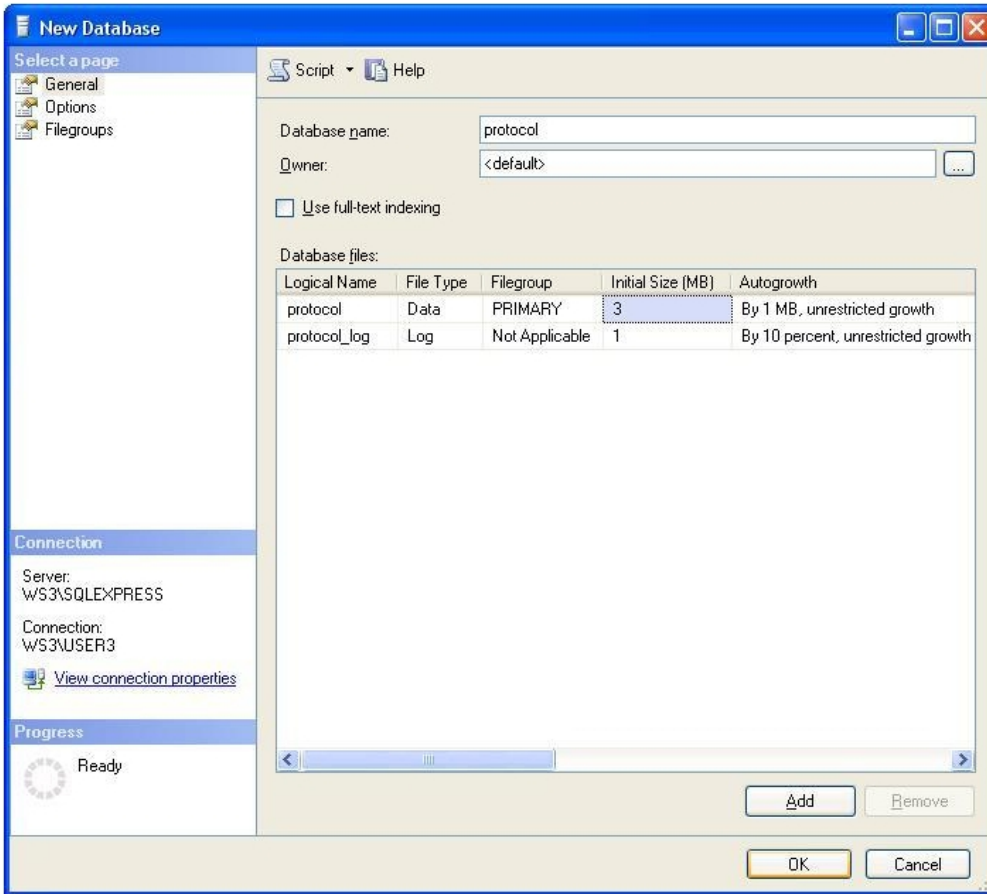 New Database
Select a page
General
Options
Filegroups
Script Help
Database name: protocol
Owner: <default> ...
Use full-text indexing
Database files:
Logical Name File Type Filegroup Initial Size (MB) Autogrowth
protocol Data PRIMARY 3 By 1 MB, unrestricted growth
protocol_log Log Not Applicable 1 By 10 percent, unrestricted growth
Connection
Server:
WS3\SQLEXPRESS
Connection:
WS3\USER3
View connection properties
Progress
Ready
Add Remove
OK Cancel